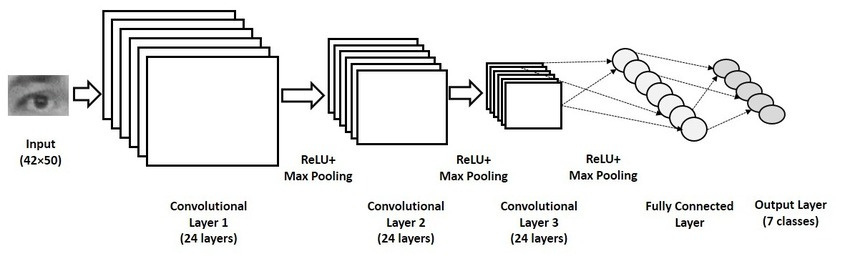 Input
(42×50)
ReLU+
Max Pooling
ReLU+
Max Pooling
ReLU+
Max Pooling
Convolutional
Layer 1
(24 layers)
Convolutional
Layer 2
(24 layers)
Convolutional
Layer 3
(24 layers)
Fully Connected
Layer
Output Layer
(7 classes)